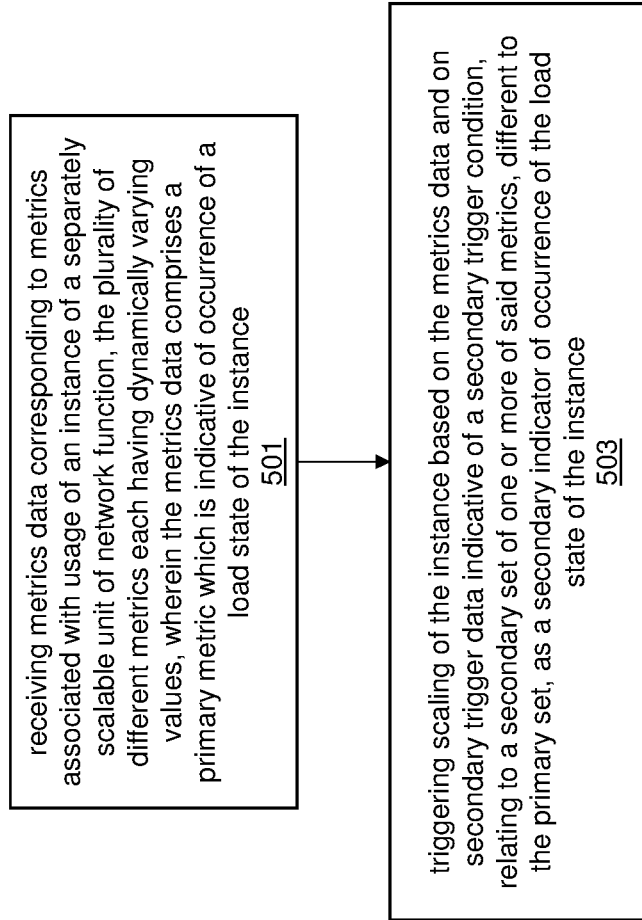 receiving metrics data corresponding to metrics
associated with usage of an instance of a separately
scalable unit of network function, the plurality of
different metrics each having dynamically varying
values, wherein the metrics data comprises a
primary metric which is indicative of occurrence of a
load state of the instance
501
triggering scaling of the instance based on the metrics data and on
secondary trigger data indicative of a secondary trigger condition,
relating to a secondary set of one or more of said metrics, different to
the primary set, as a secondary indicator of occurrence of the load
state of the instance
503